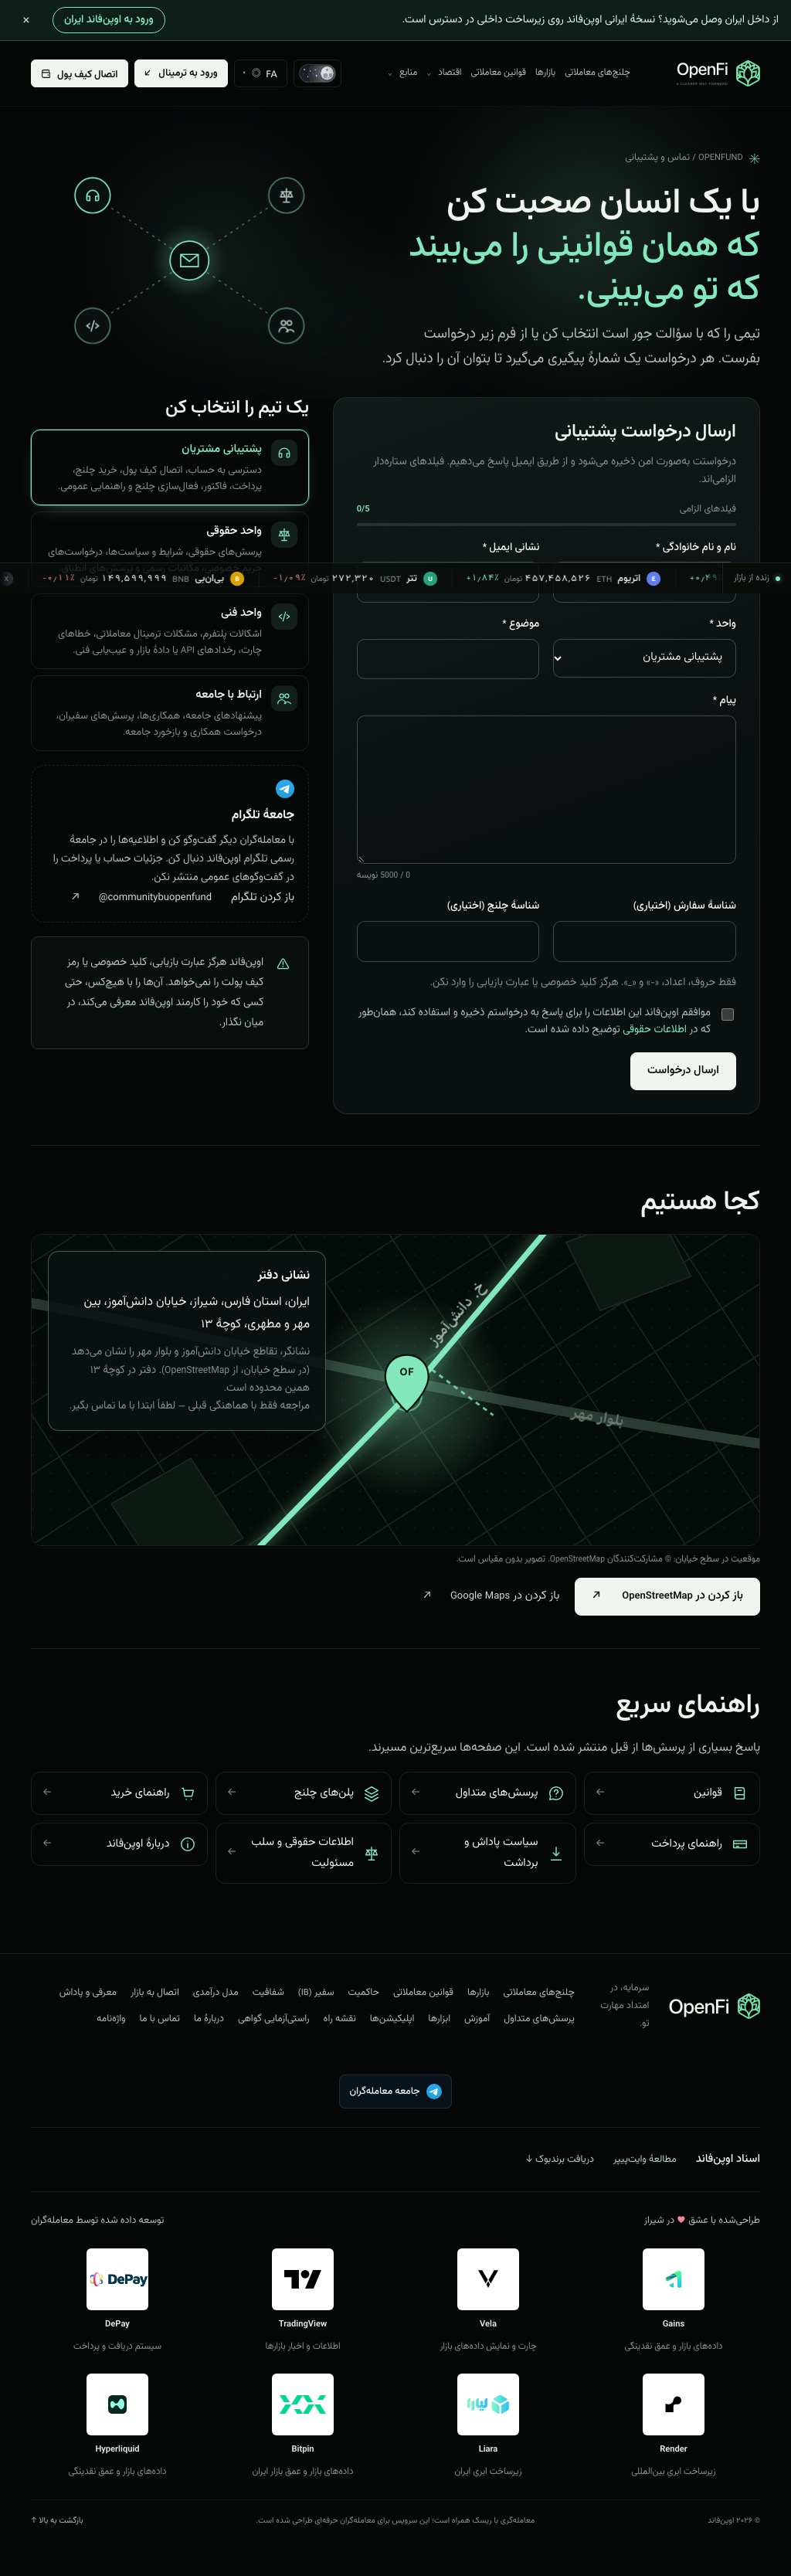 از داخل ایران وصل می‌شوید؟ نسخهٔ ایرانی اوپن‌فاند روی زیرساخت داخلی در دسترس است.
ورود به اوپن‌فاند ایران
×
OpenFi
چلنج‌های معاملاتی
بازارها
قوانین معاملاتی
اقتصاد
منابع
FA
ورود به ترمینال
اتصال کیف پول
OPENFUND / تماس و پشتیبانی
با یک انسان صحبت کن
که همان قوانینی را می‌بیند
که تو می‌بینی.
تیمی را که با سؤالت جور است انتخاب کن یا از فرم زیر درخواست
بفرست. هر درخواست یک شمارهٔ پیگیری می‌گیرد تا بتوان آن را دنبال کرد.
ارسال درخواست پشتیبانی
درخواستت به‌صورت امن ذخیره می‌شود و از طریق ایمیل پاسخ می‌دهیم. فیلدهای ستاره‌دار
الزامی‌اند.
فیلدهای الزامی
0/5
نام و نام خانوادگی *
نشانی ایمیل *
واحد *
پشتیبانی مشتریان
موضوع *
پیام *
0 / 5000 نویسه
شناسهٔ سفارش (اختیاری)
شناسهٔ چلنج (اختیاری)
فقط حروف، اعداد، «-» و «_». هرگز کلید خصوصی یا عبارت بازیابی را وارد نکن.
موافقم اوپن‌فاند این اطلاعات را برای پاسخ به درخواستم ذخیره و استفاده کند، همان‌طور
که در اطلاعات حقوقی توضیح داده شده است.
ارسال درخواست
یک تیم را انتخاب کن
پشتیبانی مشتریان
دسترسی به حساب، اتصال کیف پول، خرید چلنج،
پرداخت، فاکتور، فعال‌سازی چلنج و راهنمایی عمومی.
واحد حقوقی
پرسش‌های حقوقی، شرایط و سیاست‌ها، درخواست‌های
زنده از بازار
+۰٫۴۹
اتریوم ETH ۴۵۷,۴۵۸,۵۲۶ تومان +۱٫۸۴٪
تتر USDT ۲۷۲,۳۲۰ تومان -۱٫۰۹٪
بی‌ان‌بی BNB ۱۴۹,۵۹۹,۹۹۹ تومان -۰٫۱۱٪
واحد فنی
اشکالات پلتفرم، مشکلات ترمینال معاملاتی، خطاهای
چارت، رخدادهای API یا دادهٔ بازار و عیب‌یابی فنی.
ارتباط با جامعه
پیشنهادهای جامعه، همکاری‌ها، پرسش‌های سفیران،
درخواست همکاری و بازخورد جامعه.
جامعهٔ تلگرام
با معامله‌گران دیگر گفت‌وگو کن و اطلاعیه‌ها را در جامعهٔ
رسمی تلگرام اوپن‌فاند دنبال کن. جزئیات حساب یا پرداخت را
در گفت‌وگوهای عمومی منتشر نکن.
باز کردن تلگرام @communitybuopenfund ↗
اوپن‌فاند هرگز عبارت بازیابی، کلید خصوصی یا رمز
کیف پولت را نمی‌خواهد. آن‌ها را با هیچ‌کس، حتی
کسی که خود را کارمند اوپن‌فاند معرفی می‌کند، در
میان نگذار.
کجا هستیم
نشانی دفتر
ایران، استان فارس، شیراز، خیابان دانش‌آموز، بین
مهر و مطهری، کوچهٔ ۱۳
نشانگر، تقاطع خیابان دانش‌آموز و بلوار مهر را نشان می‌دهد
(در سطح خیابان، از OpenStreetMap). دفتر در کوچهٔ ۱۳
همین محدوده است.
مراجعه فقط با هماهنگی قبلی — لطفاً ابتدا با ما تماس بگیر.
خ. دانش‌آموز
OF
بلوار مهر
موقعیت در سطح خیابان: © مشارکت‌کنندگان OpenStreetMap. تصویر بدون مقیاس است.
باز کردن در OpenStreetMap ↗
باز کردن در Google Maps ↗
راهنمای سریع
پاسخ بسیاری از پرسش‌ها از قبل منتشر شده است. این صفحه‌ها سریع‌ترین مسیرند.
قوانین ←
پرسش‌های متداول ←
پلن‌های چلنج ←
راهنمای خرید ←
راهنمای پرداخت ←
سیاست پاداش و
برداشت ←
اطلاعات حقوقی و سلب
مسئولیت ←
دربارهٔ اوپن‌فاند ←
OpenFi
سرمایه، در
امتداد مهارت
تو.
چلنج‌های معاملاتی
بازارها
قوانین معاملاتی
حاکمیت
سفیر (IB)
شفافیت
مدل درآمدی
اتصال به بازار
معرفی و پاداش
پرسش‌های متداول
آموزش
ابزارها
اپلیکیشن‌ها
نقشه راه
راستی‌آزمایی گواهی
دربارهٔ ما
تماس با ما
واژه‌نامه
جامعه معامله‌گران
اسناد اوپن‌فاند
مطالعهٔ وایت‌پیپر
دریافت برندبوک ↓
طراحی‌شده با عشق ♥ در شیراز
توسعه داده شده توسط معامله‌گران
Gains
داده‌های بازار و عمق نقدینگی
Vela
چارت و نمایش داده‌های بازار
TradingView
اطلاعات و اخبار بازارها
DePay
DePay
سیستم دریافت و پرداخت
Render
زیرساخت ابری بین‌المللی
لیارا
Liara
زیرساخت ابری ایران
Bitpin
داده‌های بازار و عمق بازار ایران
Hyperliquid
داده‌های بازار و عمق نقدینگی
© ۲۰۲۶ اوپن‌فاند
معامله‌گری با ریسک همراه است؛ این سرویس برای معامله‌گران حرفه‌ای طراحی شده است.
بازگشت به بالا ↑